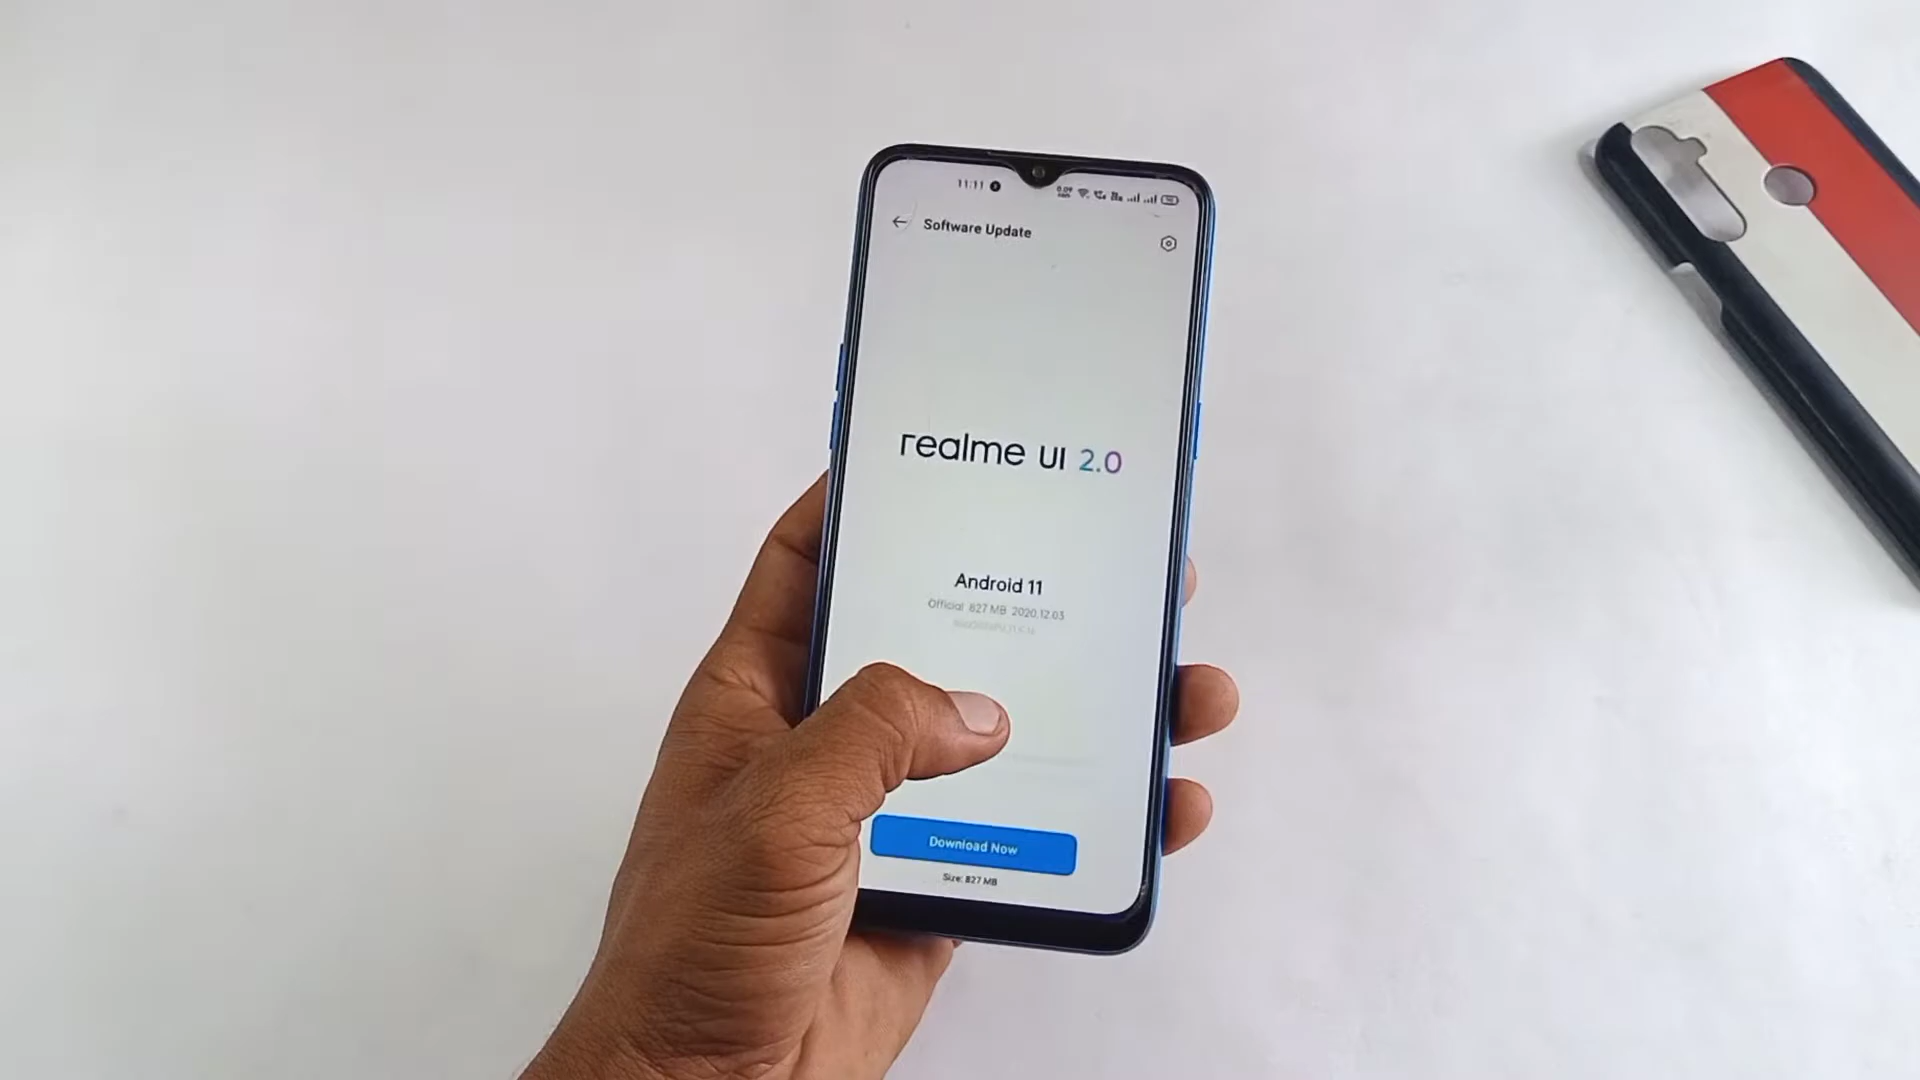 11:11
Software Update
realme UI 2.0
Android 11
Official 827 MB 2020.12.03
Download Now
Size: 827 MB